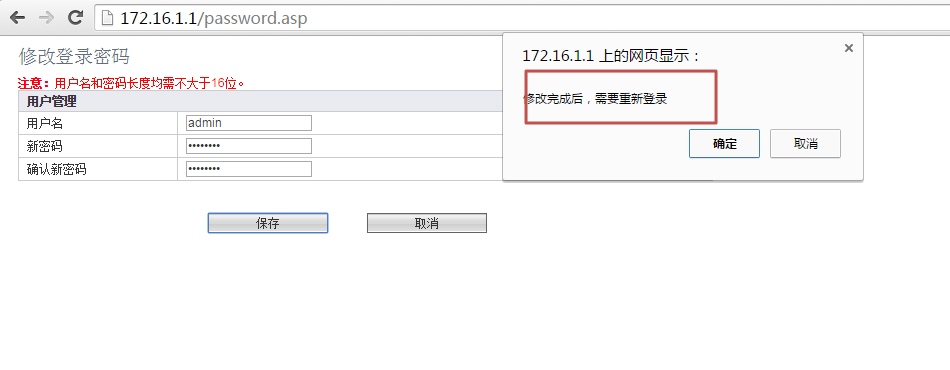 172.16.1.1/password.asp
修改登录密码
注意：用户名和密码长度均需不大于16位。
用户管理
用户名 admin
新密码 ••••••••
确认新密码 ••••••••
保存 取消
172.16.1.1 上的网页显示：
修改完成后，需要重新登录
确定 取消